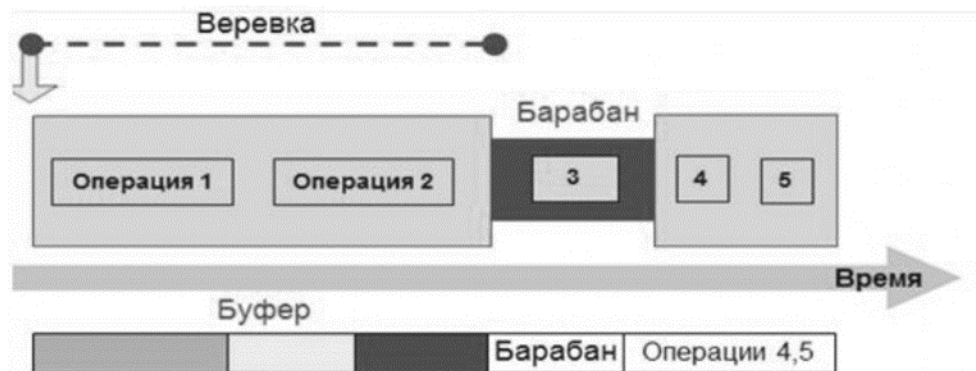 Веревка
Барабан
Операция 1
Операция 2
3
4
5
Время
Буфер
Барабан
Операции 4,5